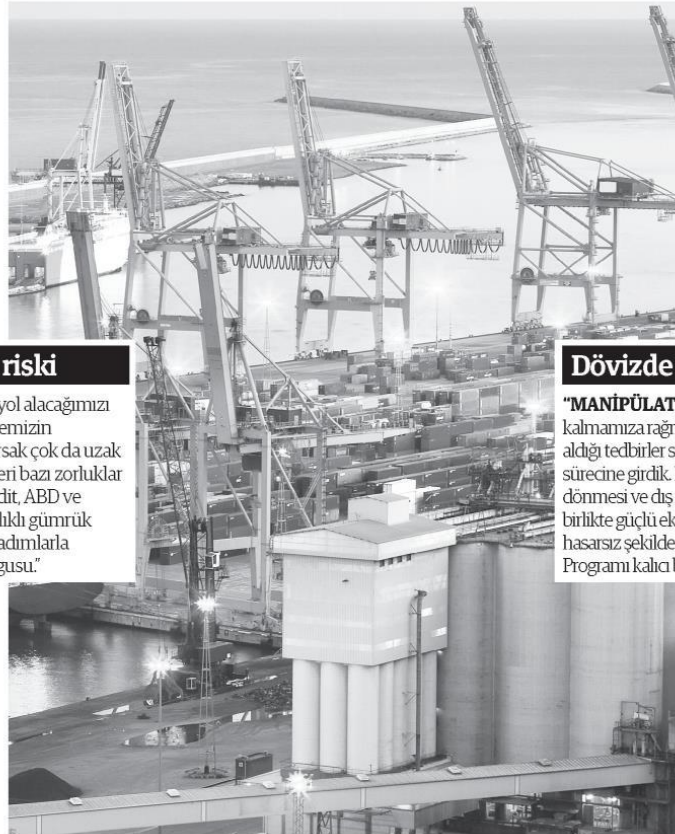 riski
yol alacağımızı
emizin
rsak çok da uzak
eri bazı zorluklar
dit, ABD ve
lıklı gümrük
adımlarla
gusu."
Dövizde
"MANİPÜLAT
kalmamıza rağr
aldığı tedbirler s
sürecine girdik.
dönmesi ve dış
birlikte güçlü ek
hasarsız şekilde
Programı kalıcı b